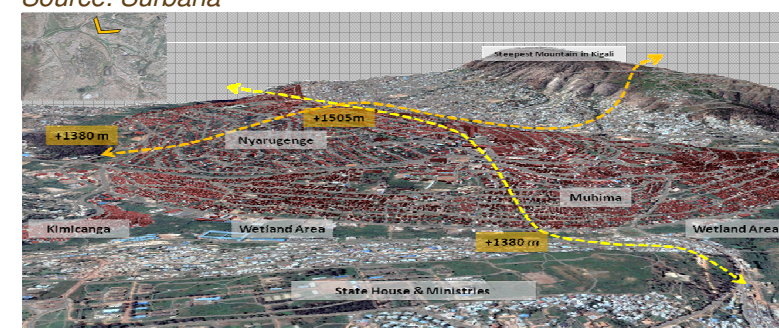 Source: Surbana
Steepest Mountain in Kigali
+1505m
+1380 m
Nyarugenge
Muhima
Kimicanga
Wetland Area
Wetland Area
+1380 m
State House & Ministries